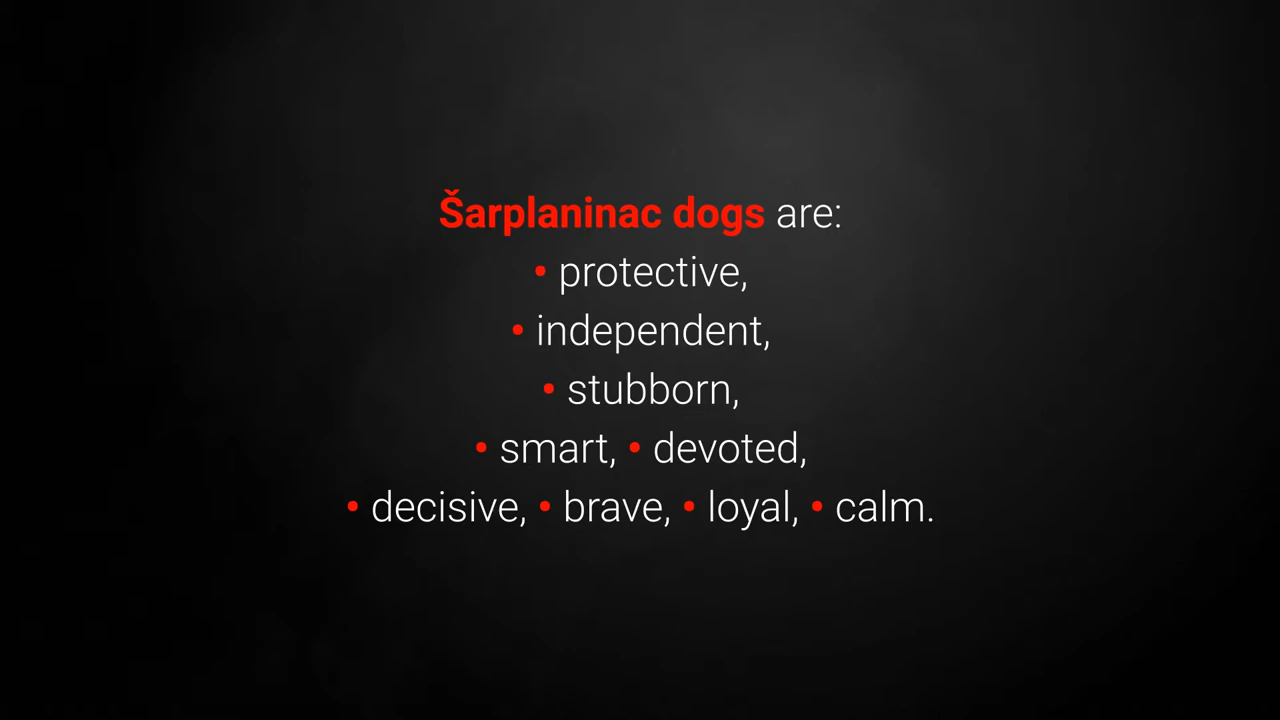 Šarplaninac dogs are:
• protective,
• independent,
• stubborn,
• smart, • devoted,
• decisive, • brave, • loyal, • calm.